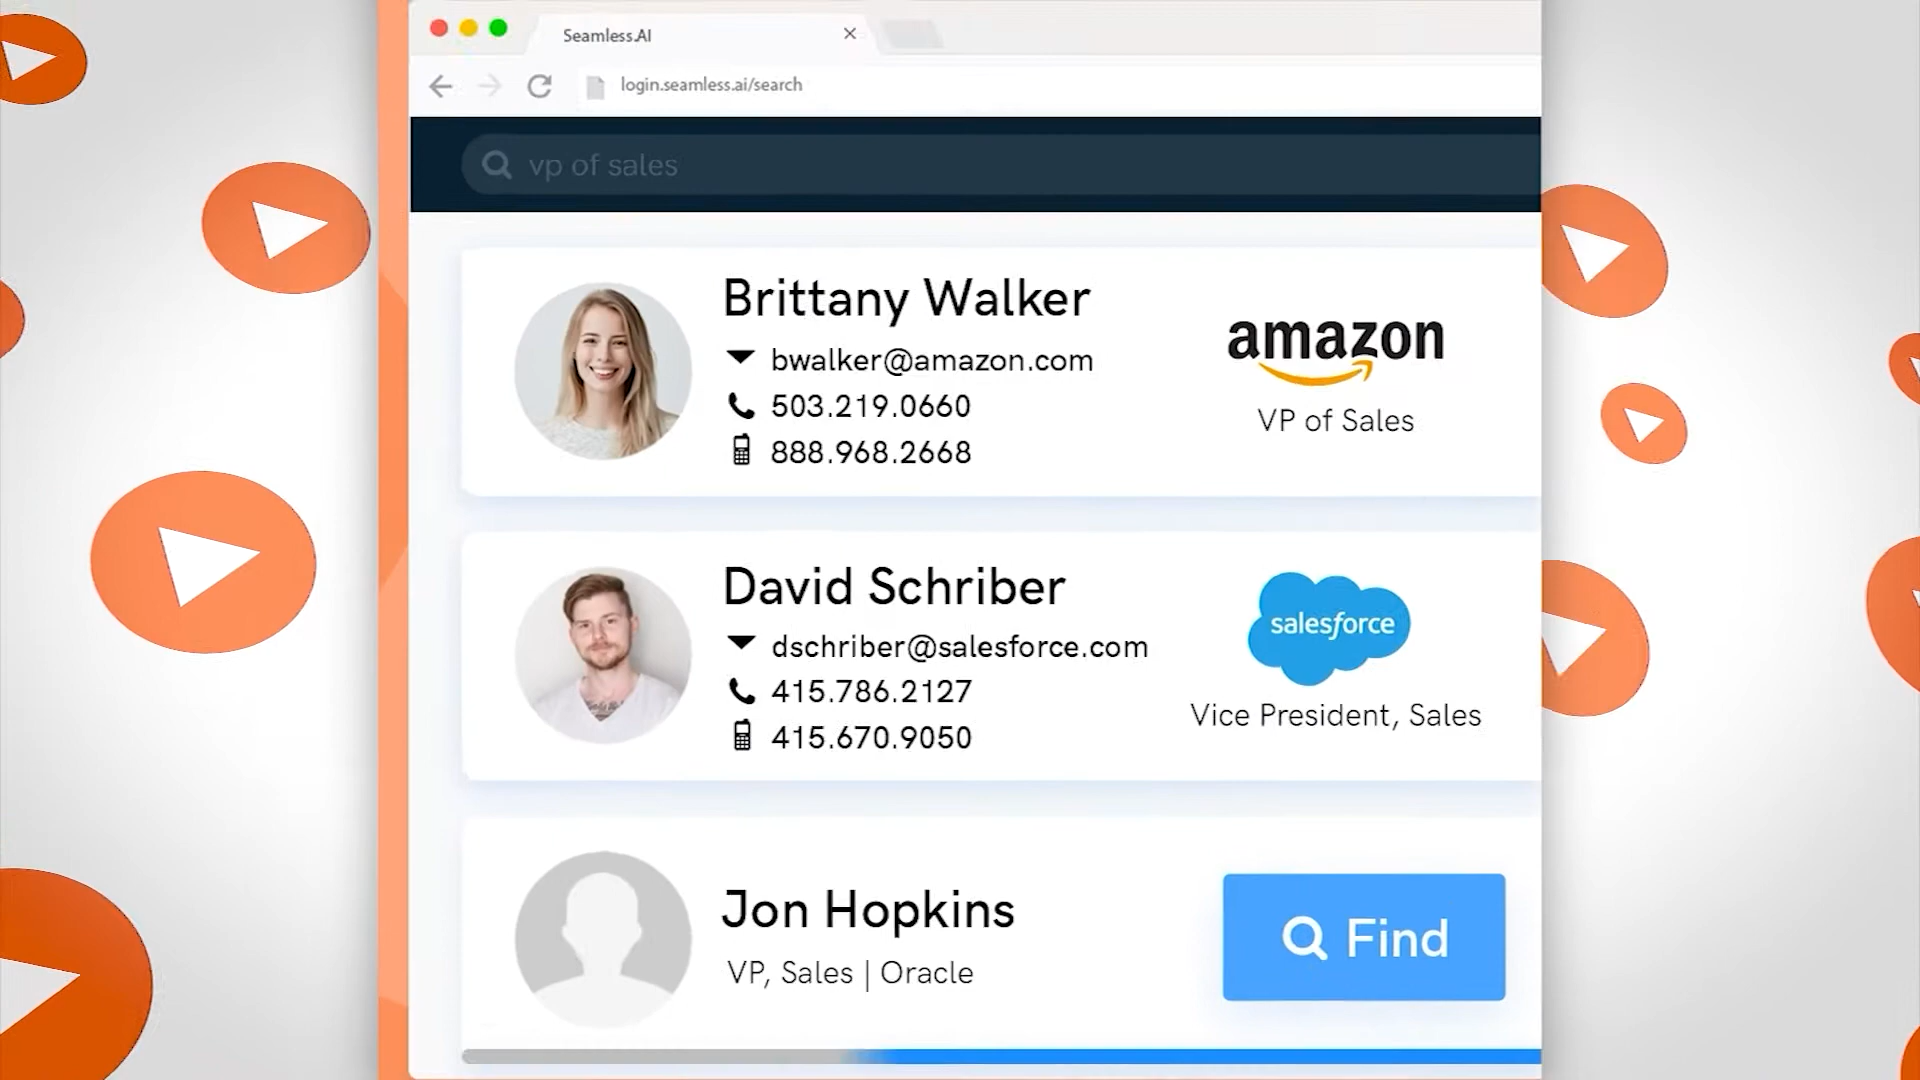 Seamless.AI
login.seamless.ai/search
vp of sales
Brittany Walker
bwalker@amazon.com
503.219.0660
888.968.2668
amazon
VP of Sales
David Schriber
dschriber@salesforce.com
415.786.2127
415.670.9050
salesforce
Vice President, Sales
Jon Hopkins
VP, Sales | Oracle
Find